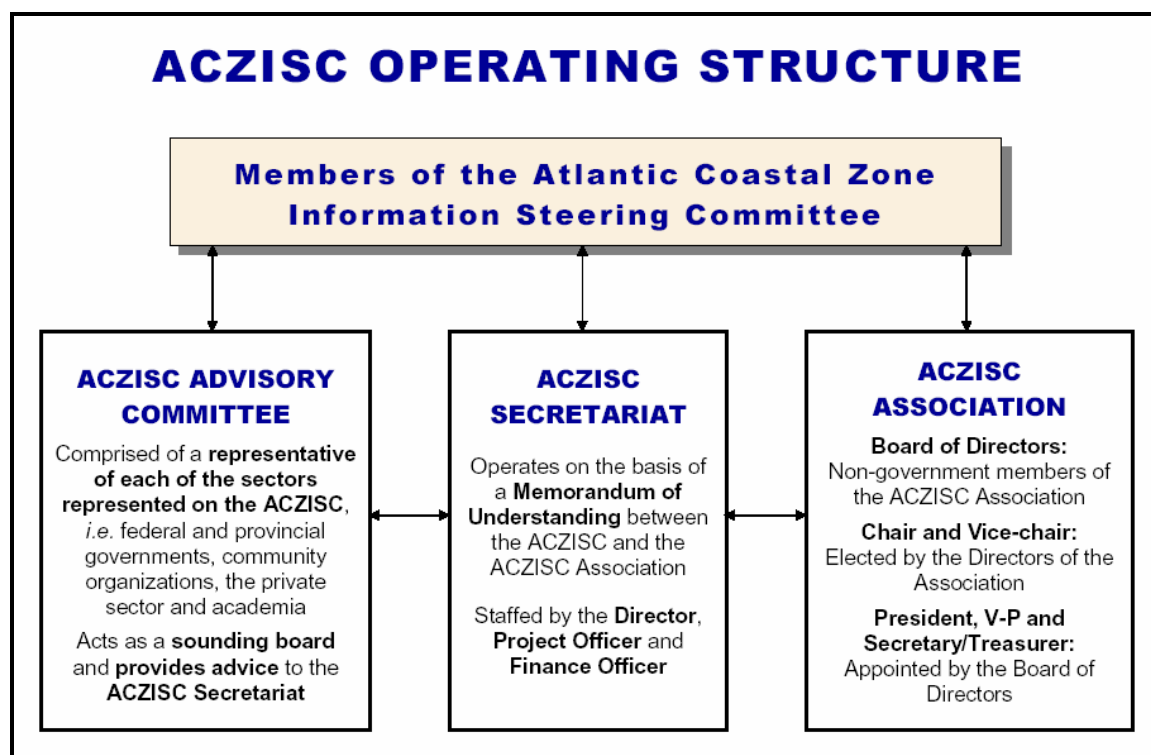 ACZISC OPERATING STRUCTURE
Members of the Atlantic Coastal Zone
Information Steering Committee
ACZISC ADVISORY
COMMITTEE
Comprised of a representative
of each of the sectors
represented on the ACZISC,
i.e. federal and provincial
governments, community
organizations, the private
sector and academia
Acts as a sounding board
and provides advice to the
ACZISC Secretariat
ACZISC
SECRETARIAT
Operates on the basis of
a Memorandum of
Understanding between
the ACZISC and the
ACZISC Association
Staffed by the Director,
Project Officer and
Finance Officer
ACZISC
ASSOCIATION
Board of Directors:
Non-government members of
the ACZISC Association
Chair and Vice-chair:
Elected by the Directors of the
Association
President, V-P and
Secretary/Treasurer:
Appointed by the Board of
Directors